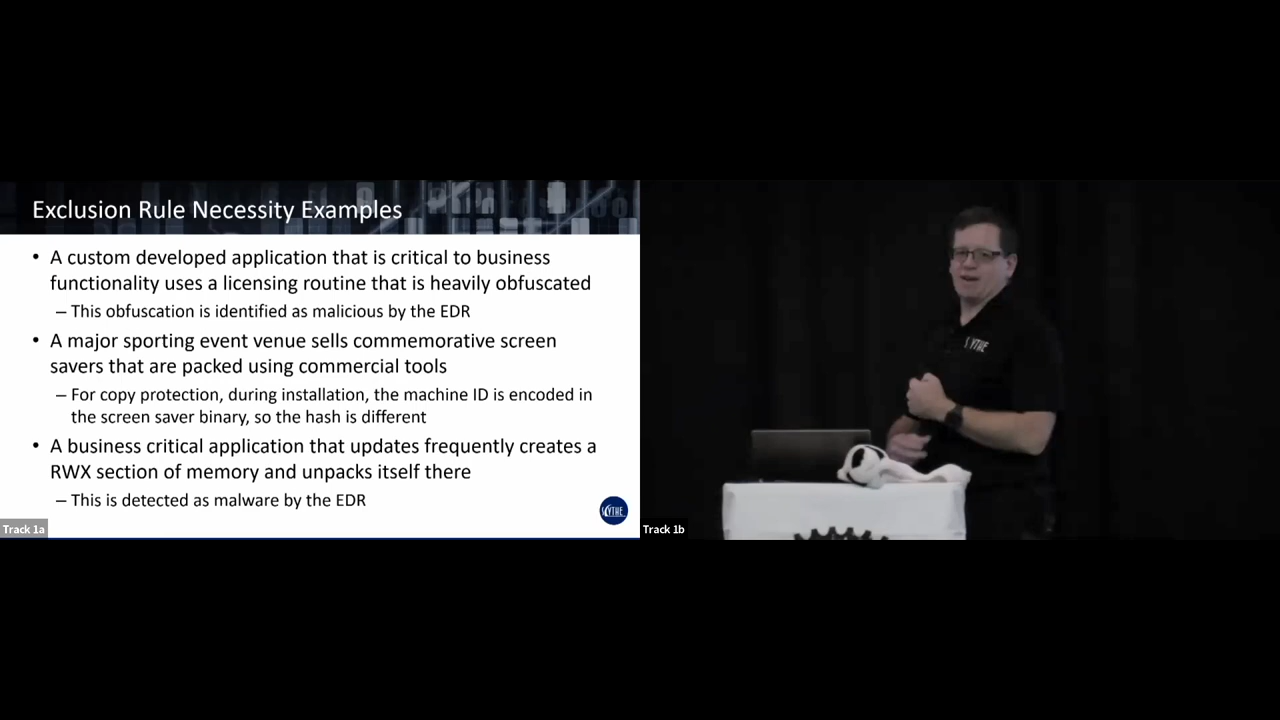 Exclusion Rule Necessity Examples
• A custom developed application that is critical to business
functionality uses a licensing routine that is heavily obfuscated
– This obfuscation is identified as malicious by the EDR
• A major sporting event venue sells commemorative screen
savers that are packed using commercial tools
– For copy protection, during installation, the machine ID is encoded in
the screen saver binary, so the hash is different
• A business critical application that updates frequently creates a
RWX section of memory and unpacks itself there
– This is detected as malware by the EDR
SCYTHE
Track 1a
SCYTHE
Track 1b